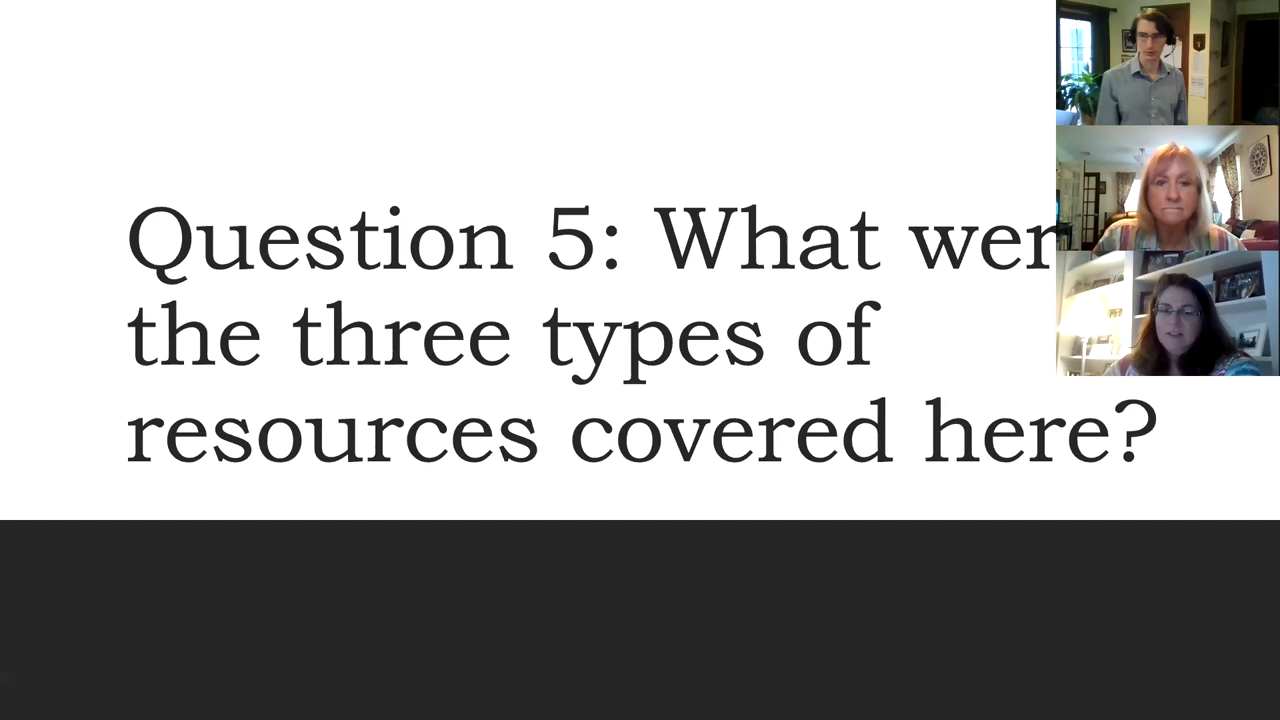 Question 5: What wer
the three types of
resources covered here?